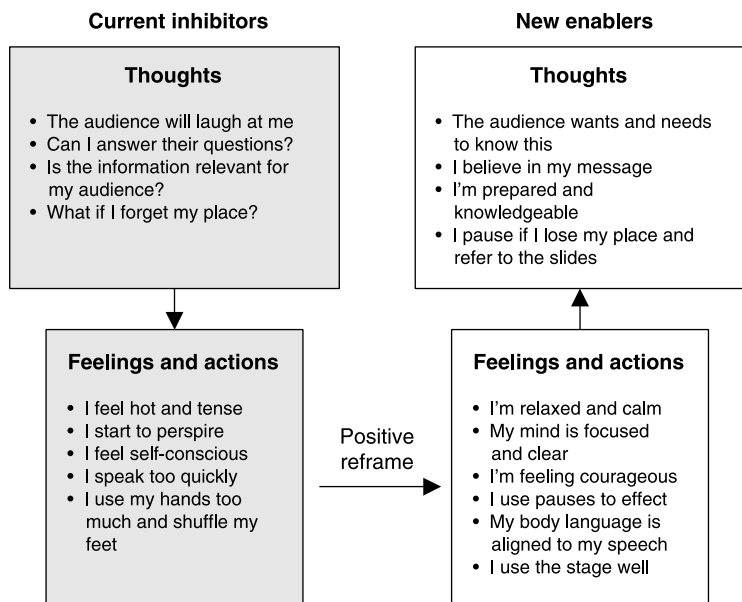 Current inhibitors
Thoughts
• The audience will laugh at me
• Can I answer their questions?
• Is the information relevant for
my audience?
• What if I forget my place?
Feelings and actions
• I feel hot and tense
• I start to perspire
• I feel self-conscious
• I speak too quickly
• I use my hands too
much and shuffle my
feet
Positive
reframe
New enablers
Thoughts
• The audience wants and needs
to know this
• I believe in my message
• I'm prepared and
knowledgeable
• I pause if I lose my place and
refer to the slides
Feelings and actions
• I'm relaxed and calm
• My mind is focused
and clear
• I'm feeling courageous
• I use pauses to effect
• My body language is
aligned to my speech
• I use the stage well